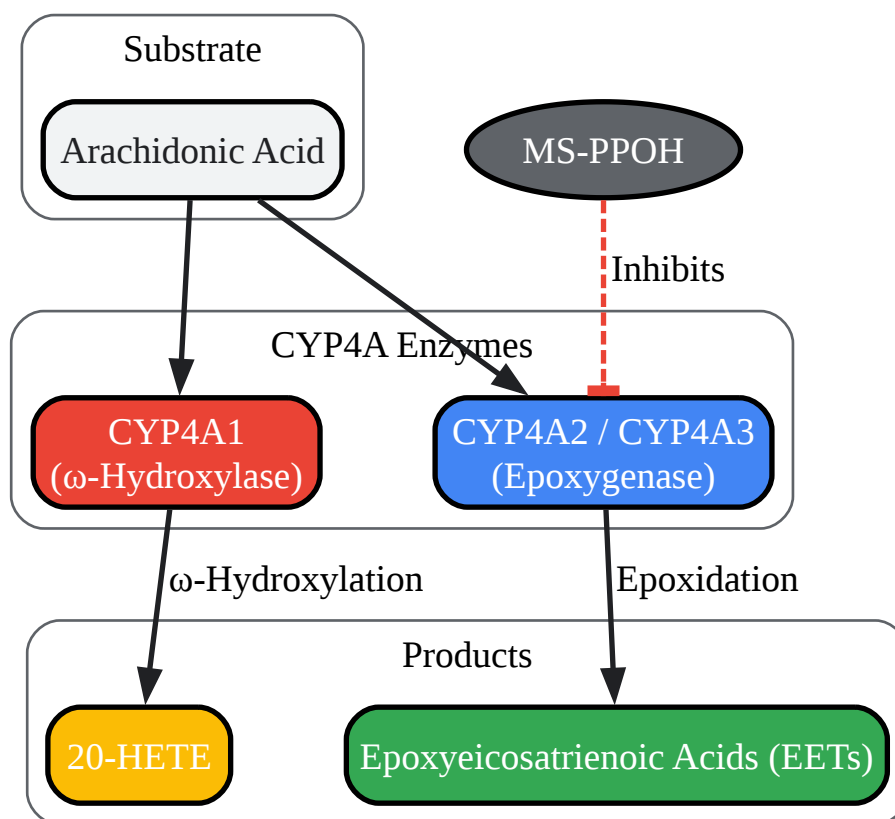 Substrate
Arachidonic Acid
MS-PPOH
Inhibits
CYP4A Enzymes
CYP4A1
(ω-Hydroxylase)
CYP4A2 / CYP4A3
(Epoxygenase)
ω-Hydroxylation
Epoxidation
Products
20-HETE
Epoxyeicosatrienoic Acids (EETs)